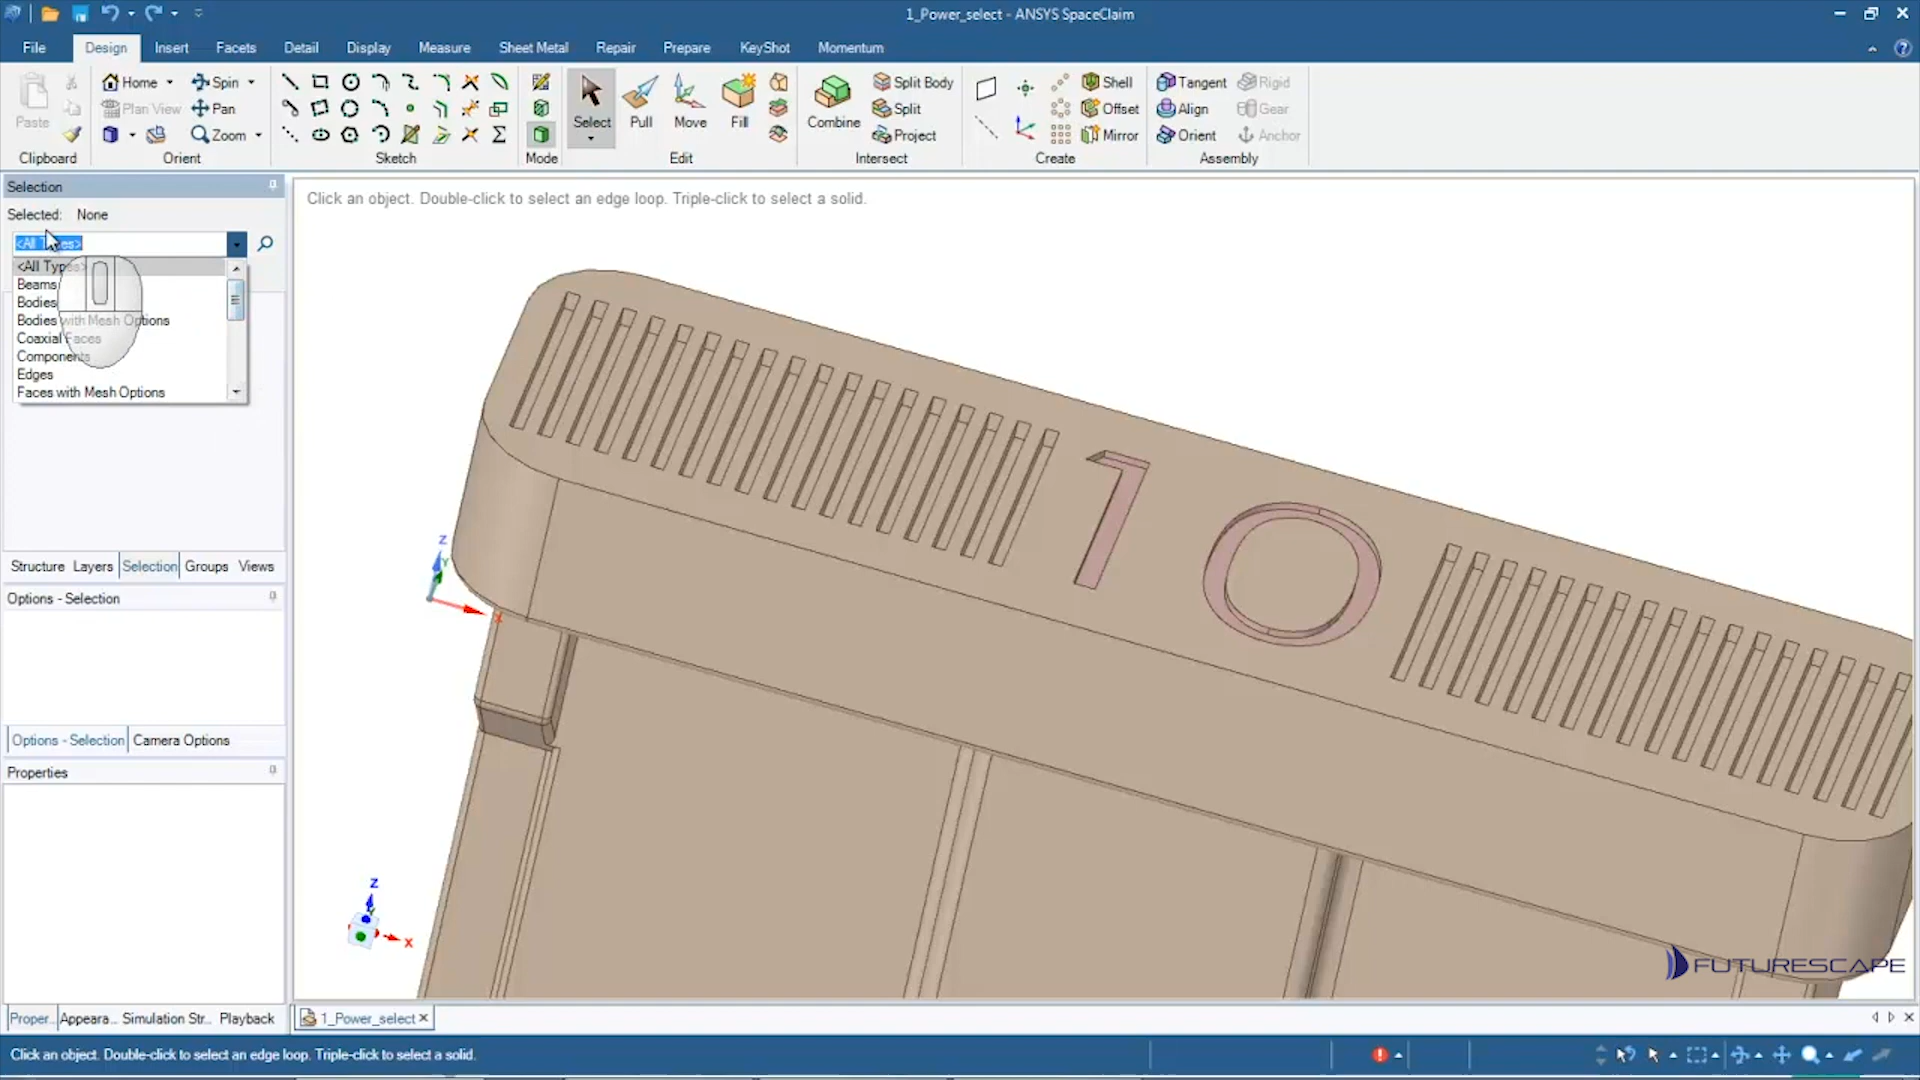 1_Power_select - ANSYS SpaceClaim
File Design Insert Facets Detail Display Measure Sheet Metal Repair Prepare KeyShot Momentum
Paste
Home Spin
Plan View Pan
Zoom
Select Pull Move Fill
Combine
Split Body
Split
Project
Shell
Offset
Mirror
Tangent Rigid
Align Gear
Orient Anchor
Clipboard Orient Sketch Mode Edit Intersect Create Assembly
Selection
Selected: None
<All Types>
<All Types>
Beams
Bodies
Bodies with Mesh Options
Coaxial Faces
Components
Edges
Faces with Mesh Options
Click an object. Double-click to select an edge loop. Triple-click to select a solid.
10
Z
Y
X
Structure Layers Selection Groups Views
Options - Selection
Options - Selection Camera Options
Properties
Z
X
FUTURESCAPE
Proper... Appeara... Simulation Str... Playback
1_Power_select
Click an object. Double-click to select an edge loop. Triple-click to select a solid.